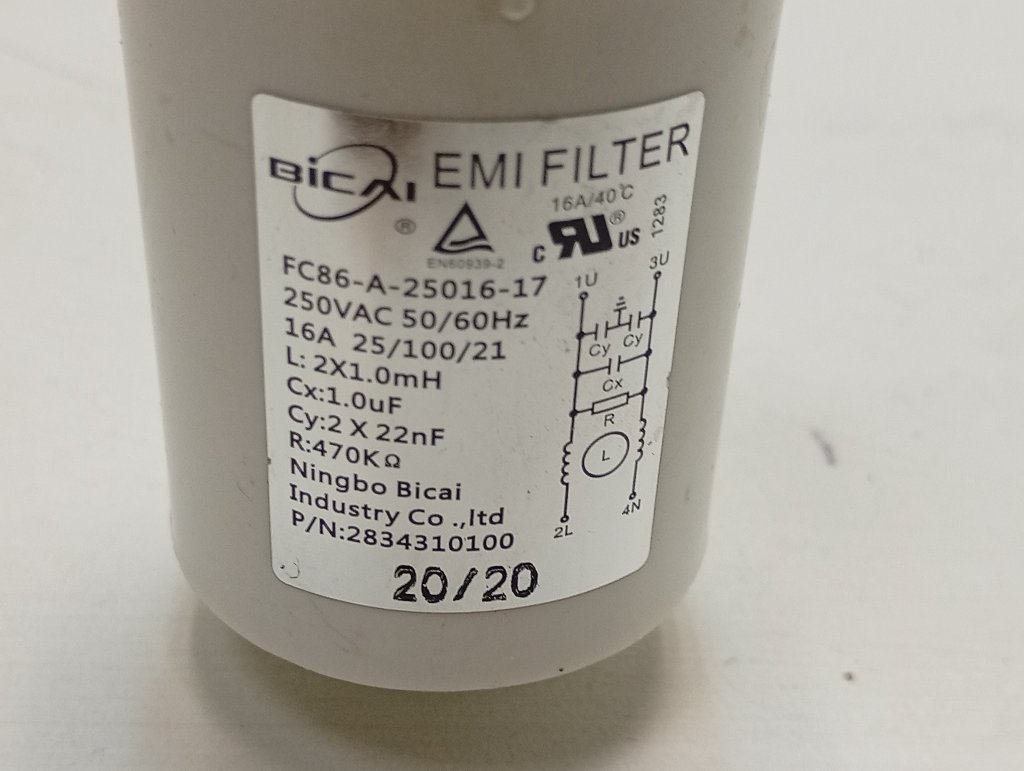 BiCAI EMI FILTER
®
EN60939-2
16A/40℃
c RU® US
1283
FC86-A-25016-17
250VAC 50/60Hz
16A 25/100/21
L: 2X1.0mH
Cx:1.0uF
Cy:2 X 22nF
R:470KΩ
Ningbo Bicai
Industry Co .,ltd
P/N:2834310100
20/20
1U
3U
Cy Cy
Cx
R
L
2L
4N